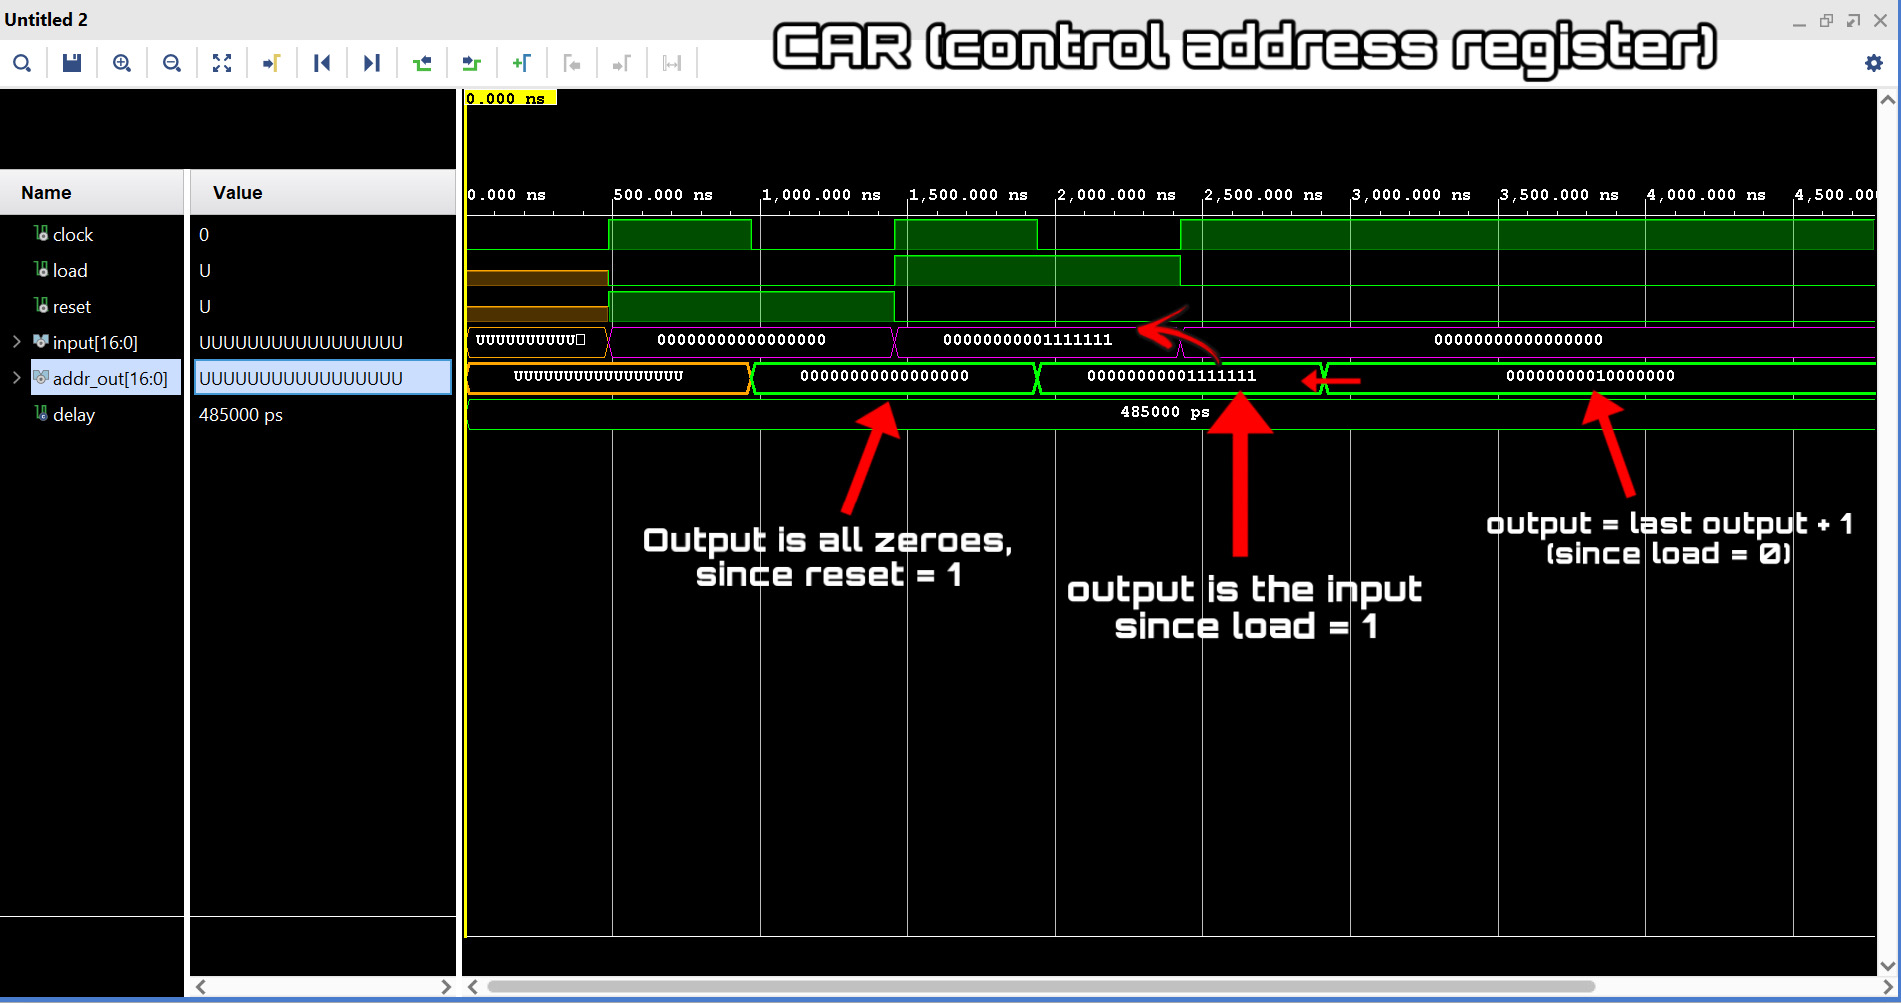 Untitled 2
CAR (control address register)
0.000 ns
Name
Value
0.000 ns 500.000 ns 1,000.000 ns 1,500.000 ns 2,000.000 ns 2,500.000 ns 3,000.000 ns 3,500.000 ns 4,000.000 ns 4,500.00
clock 0
load U
reset U
input[16:0] UUUUUUUUUUUUUUUUU UUUUUUUUUU 00000000000000000 00000000001111111 00000000000000000
addr_out[16:0] UUUUUUUUUUUUUUUUU UUUUUUUUUUUUUUUUU 00000000000000000 00000000001111111 00000000010000000
delay 485000 ps 485000 ps
Output is all zeroes,
since reset = 1
output is the input
since load = 1
output = last output + 1
(since load = 0)